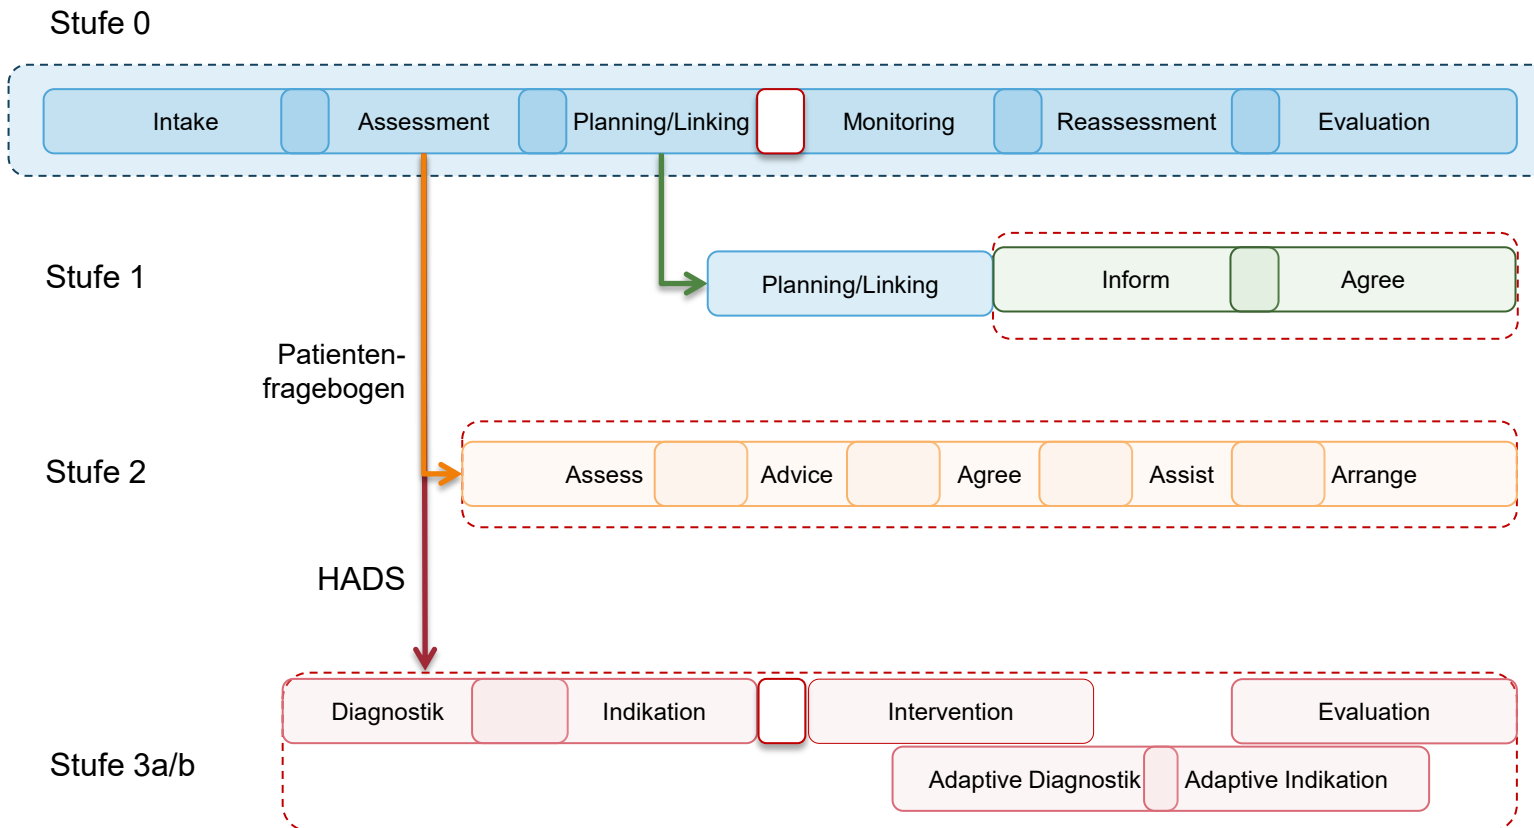 Stufe 0
Intake
Assessment
Planning/Linking
Monitoring
Reassessment
Evaluation
Stufe 1
Planning/Linking
Inform
Agree
Patienten-
fragebogen
Stufe 2
Assess
Advice
Agree
Assist
Arrange
HADS
Diagnostik
Indikation
Intervention
Evaluation
Stufe 3a/b
Adaptive Diagnostik
Adaptive Indikation